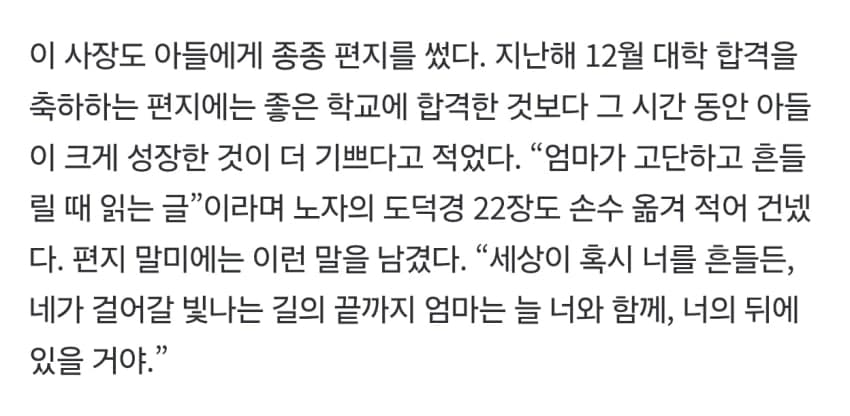 이 사장도 아들에게 종종 편지를 썼다. 지난해 12월 대학 합격을
축하하는 편지에는 좋은 학교에 합격한 것보다 그 시간 동안 아들
이 크게 성장한 것이 더 기쁘다고 적었다. “엄마가 고단하고 흔들
릴 때 읽는 글”이라며 노자의 도덕경 22장도 손수 옮겨 적어 건넸
다. 편지 말미에는 이런 말을 남겼다. “세상이 혹시 너를 흔들든,
네가 걸어갈 빛나는 길의 끝까지 엄마는 늘 너와 함께, 너의 뒤에
있을 거야.”